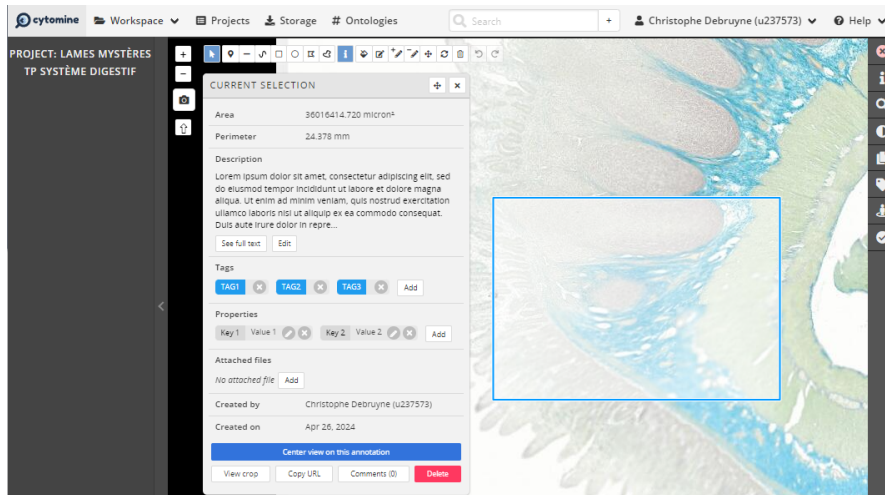 cytomine Workspace Projects Storage # Ontologies Search + Christophe Debruyne (u237573) Help
PROJECT: LAMES MYSTÈRES
TP SYSTÈME DIGESTIF
CURRENT SELECTION
Area 36016414.720 micron²
Perimeter 24.378 mm
Description
Lorem ipsum dolor sit amet, consectetur adipiscing elit, sed
do eiusmod tempor incididunt ut labore et dolore magna
aliqua. Ut enim ad minim veniam, quis nostrud exercitation
ullamco laboris nisi ut aliquip ex ea commodo consequat.
Duis aute irure dolor in repre...
See full text Edit
Tags
TAG1 TAG2 TAG3 Add
Properties
Key 1 Value 1 Key 2 Value 2 Add
Attached files
No attached file Add
Created by Christophe Debruyne (u237573)
Created on Apr 26, 2024
Center view on this annotation
View crop Copy URL Comments (0) Delete